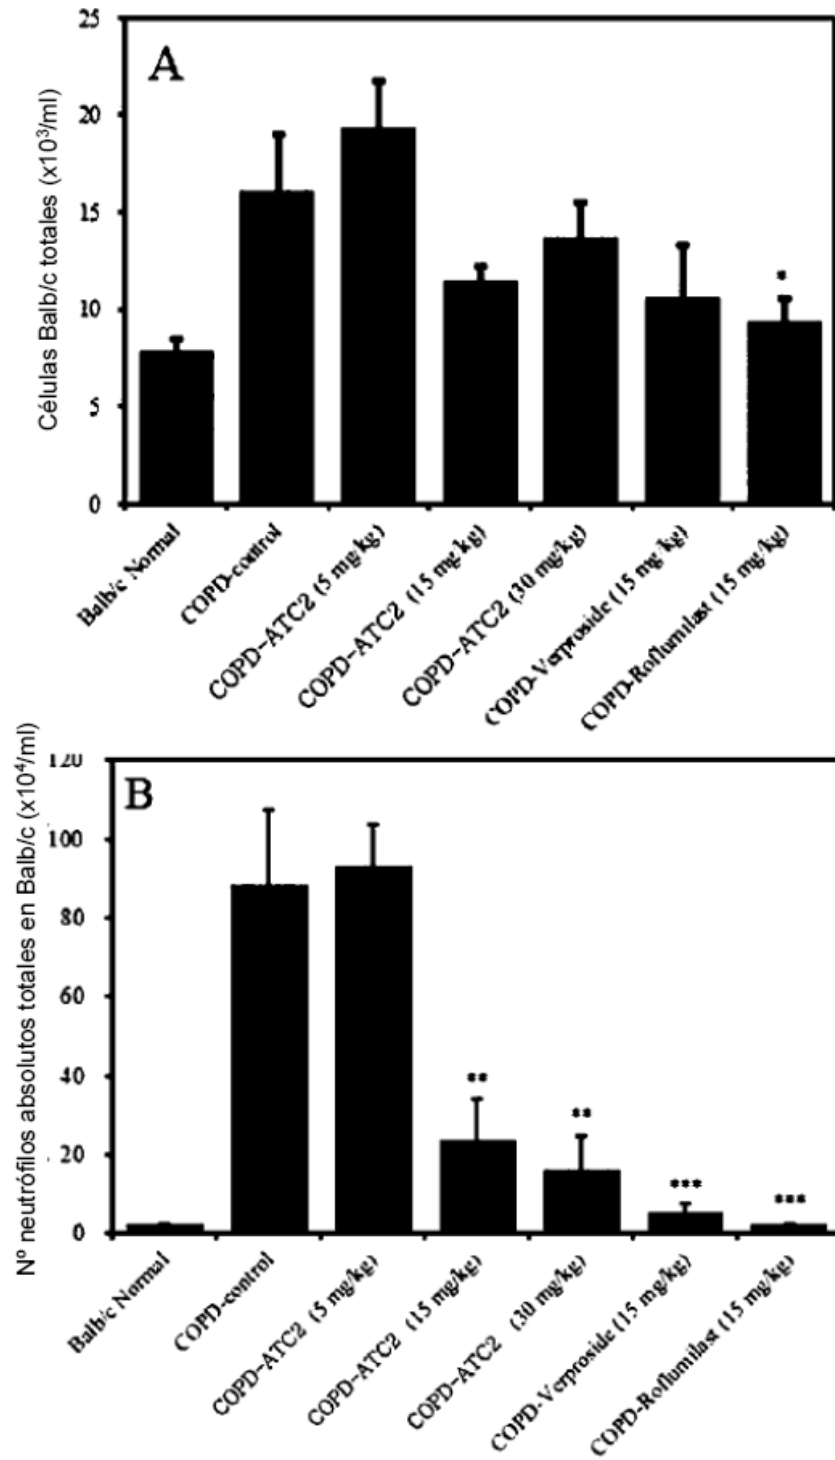 25
A
20
15
10
5
0
Células Balb/c totales (x10³/ml)
*
Balb/c Normal
COPD-control
COPD-ATC2 (5 mg/kg)
COPD-ATC2 (15 mg/kg)
COPD-ATC2 (30 mg/kg)
COPD-Verproside (15 mg/kg)
COPD-Roflumilast (15 mg/kg)
120
B
100
80
60
40
20
0
Nº neutrófilos absolutos totales en Balb/c (x10⁴/ml)
**
**
***
***
Balb/c Normal
COPD-control
COPD-ATC2 (5 mg/kg)
COPD-ATC2 (15 mg/kg)
COPD-ATC2 (30 mg/kg)
COPD-Verproside (15 mg/kg)
COPD-Roflumilast (15 mg/kg)